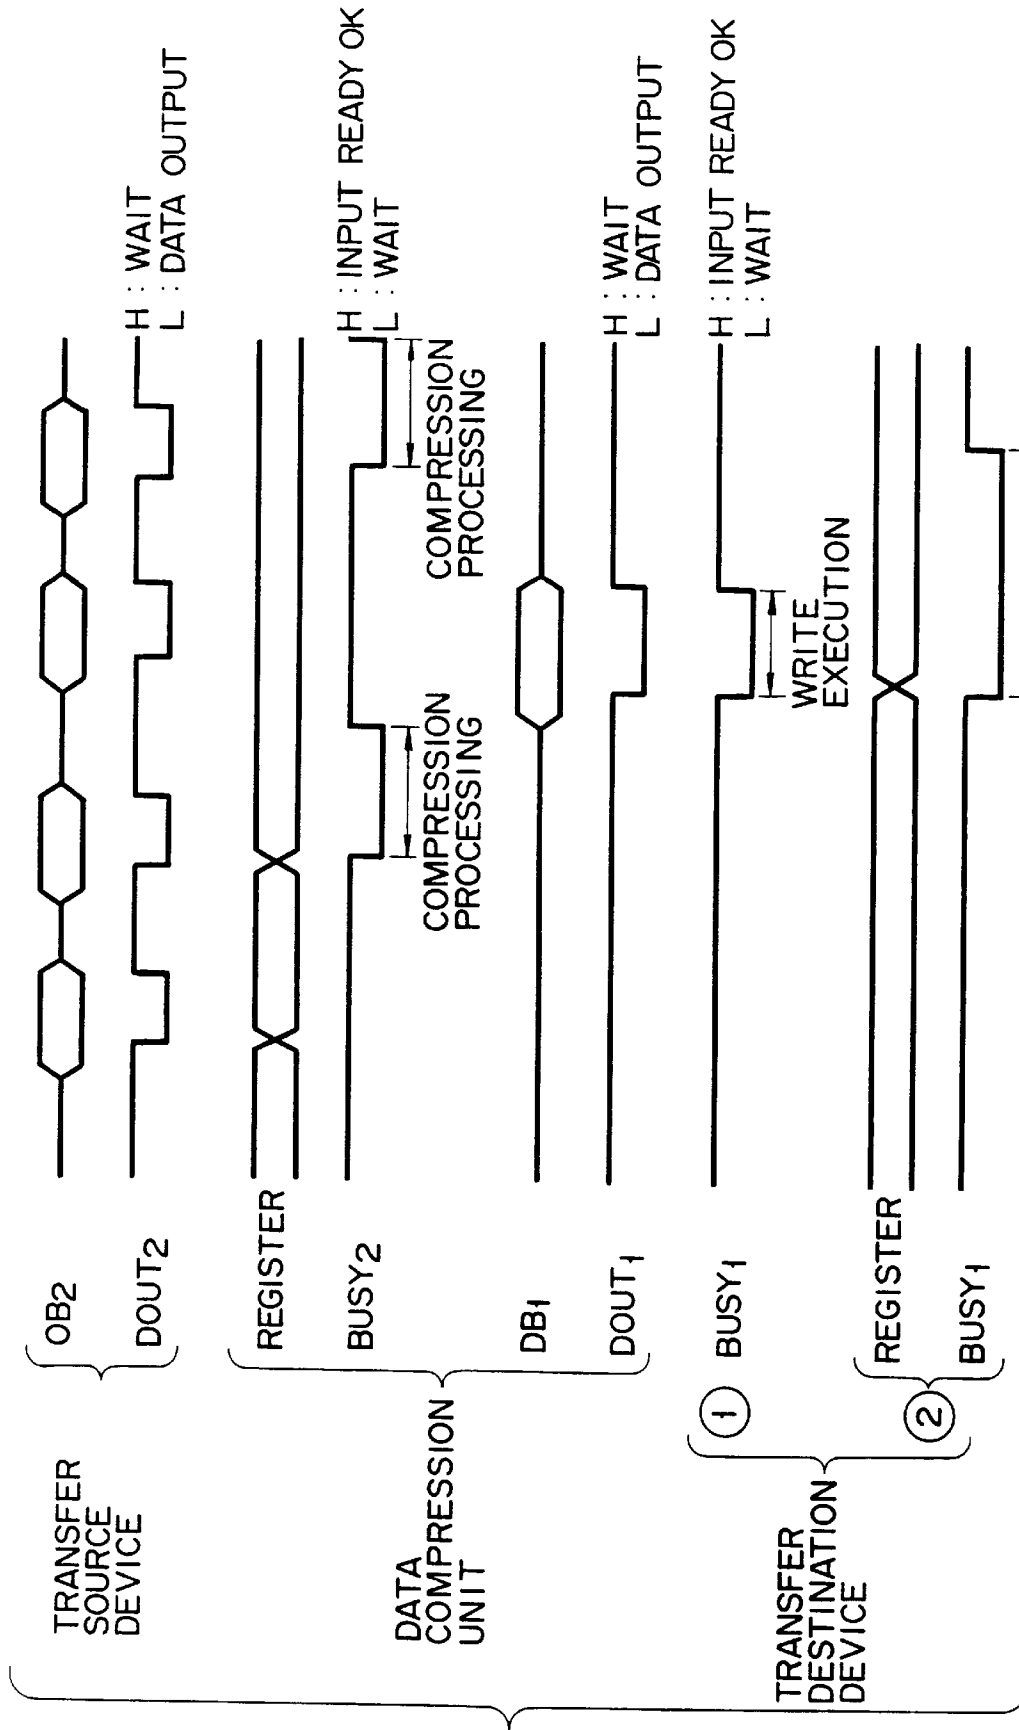 TRANSFER
SOURCE
DEVICE
OB2
DOUT2
H : WAIT
L : DATA OUTPUT
DATA
COMPRESSION
UNIT
REGISTER
BUSY2
H : INPUT READY OK
L : WAIT
COMPRESSION
PROCESSING
COMPRESSION
PROCESSING
DB1
DOUT1
H : WAIT
L : DATA OUTPUT
TRANSFER
DESTINATION
DEVICE
1
BUSY1
H : INPUT READY OK
L : WAIT
WRITE
EXECUTION
2
REGISTER
BUSY1